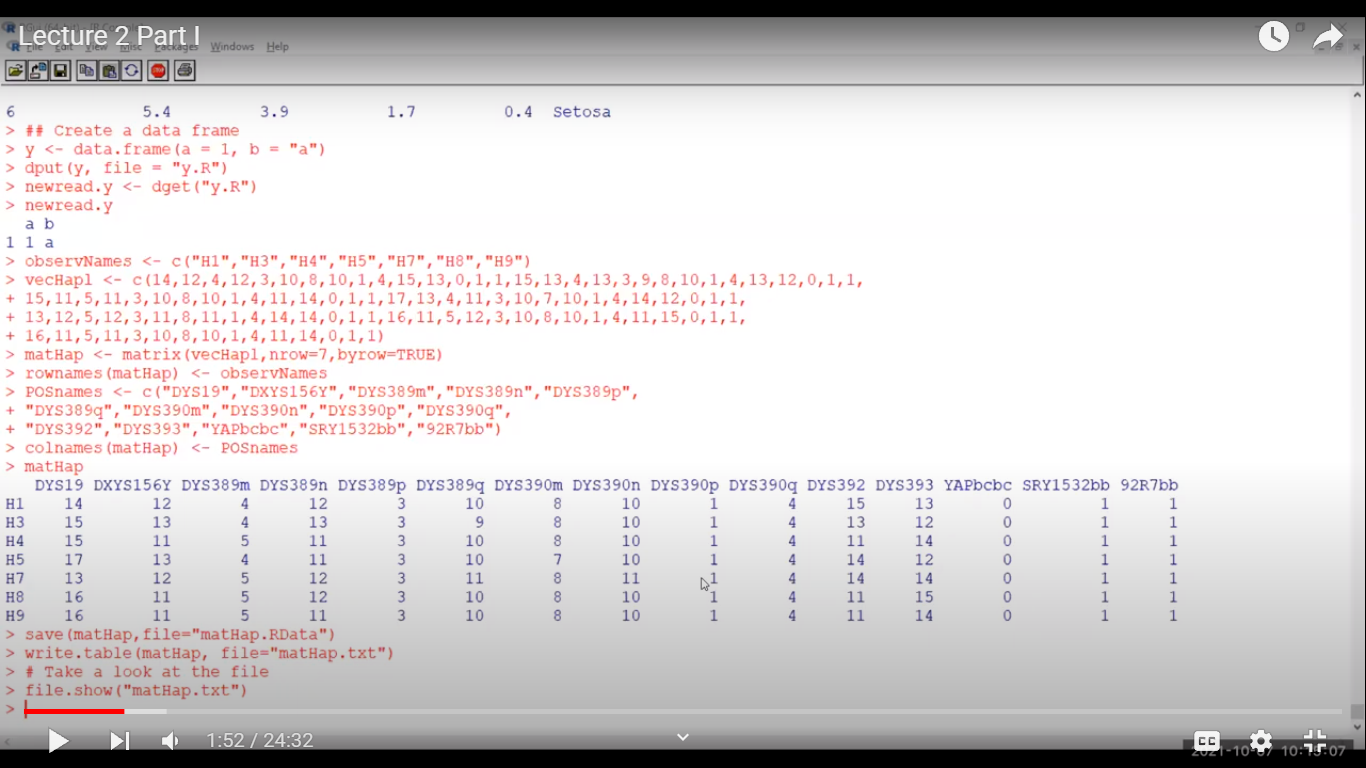 Lecture 2 Part I
File Edit View Misc Packages Windows Help
STOP
6 5.4 3.9 1.7 0.4 Setosa
> ## Create a data frame
> y <- data.frame(a = 1, b = "a")
> dput(y, file = "y.R")
> newread.y <- dget("y.R")
> newread.y
a b
1 1 a
> observNames <- c("H1","H3","H4","H5","H7","H8","H9")
> vecHapl <- c(14,12,4,12,3,10,8,10,1,4,15,13,0,1,1,15,13,4,13,3,9,8,10,1,4,13,12,0,1,1,
+ 15,11,5,11,3,10,8,10,1,4,11,14,0,1,1,17,13,4,11,3,10,7,10,1,4,14,12,0,1,1,
+ 13,12,5,12,3,11,8,11,1,4,14,14,0,1,1,16,11,5,12,3,10,8,10,1,4,11,15,0,1,1,
+ 16,11,5,11,3,10,8,10,1,4,11,14,0,1,1)
> matHap <- matrix(vecHapl,nrow=7,byrow=TRUE)
> rownames(matHap) <- observNames
> POSnames <- c("DYS19","DXYS156Y","DYS389m","DYS389n","DYS389p",
+ "DYS389q","DYS390m","DYS390n","DYS390p","DYS390q",
+ "DYS392","DYS393","YAPbcbc","SRY1532bb","92R7bb")
> colnames(matHap) <- POSnames
> matHap
DYS19 DXYS156Y DYS389m DYS389n DYS389p DYS389q DYS390m DYS390n DYS390p DYS390q DYS392 DYS393 YAPbcbc SRY1532bb 92R7bb
H1 14 12 4 12 3 10 8 10 1 4 15 13 0 1 1
H3 15 13 4 13 3 9 8 10 1 4 13 12 0 1 1
H4 15 11 5 11 3 10 8 10 1 4 11 14 0 1 1
H5 17 13 4 11 3 10 7 10 1 4 14 12 0 1 1
H7 13 12 5 12 3 11 8 11 1 4 14 14 0 1 1
H8 16 11 5 12 3 10 8 10 1 4 11 15 0 1 1
H9 16 11 5 11 3 10 8 10 1 4 11 14 0 1 1
> save(matHap,file="matHap.RData")
> write.table(matHap, file="matHap.txt")
> # Take a look at the file
> file.show("matHap.txt")
>
1:52 / 24:32
CC